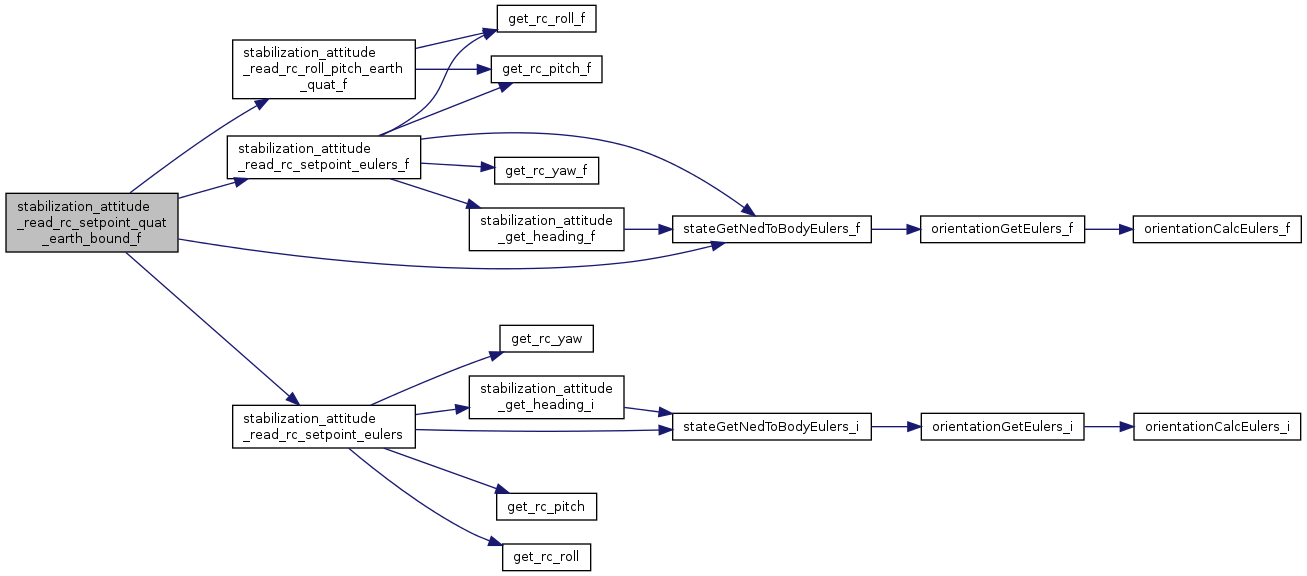 stabilization_attitude
_read_rc_setpoint_quat
_earth_bound_f
stabilization_attitude
_read_rc_roll_pitch_earth
_quat_f
stabilization_attitude
_read_rc_setpoint_eulers_f
get_rc_roll_f
get_rc_pitch_f
get_rc_yaw_f
stabilization_attitude
_get_heading_f
stateGetNedToBodyEulers_f
orientationGetEulers_f
orientationCalcEulers_f
stabilization_attitude
_read_rc_setpoint_eulers
get_rc_yaw
stabilization_attitude
_get_heading_i
stateGetNedToBodyEulers_i
orientationGetEulers_i
orientationCalcEulers_i
get_rc_pitch
get_rc_roll